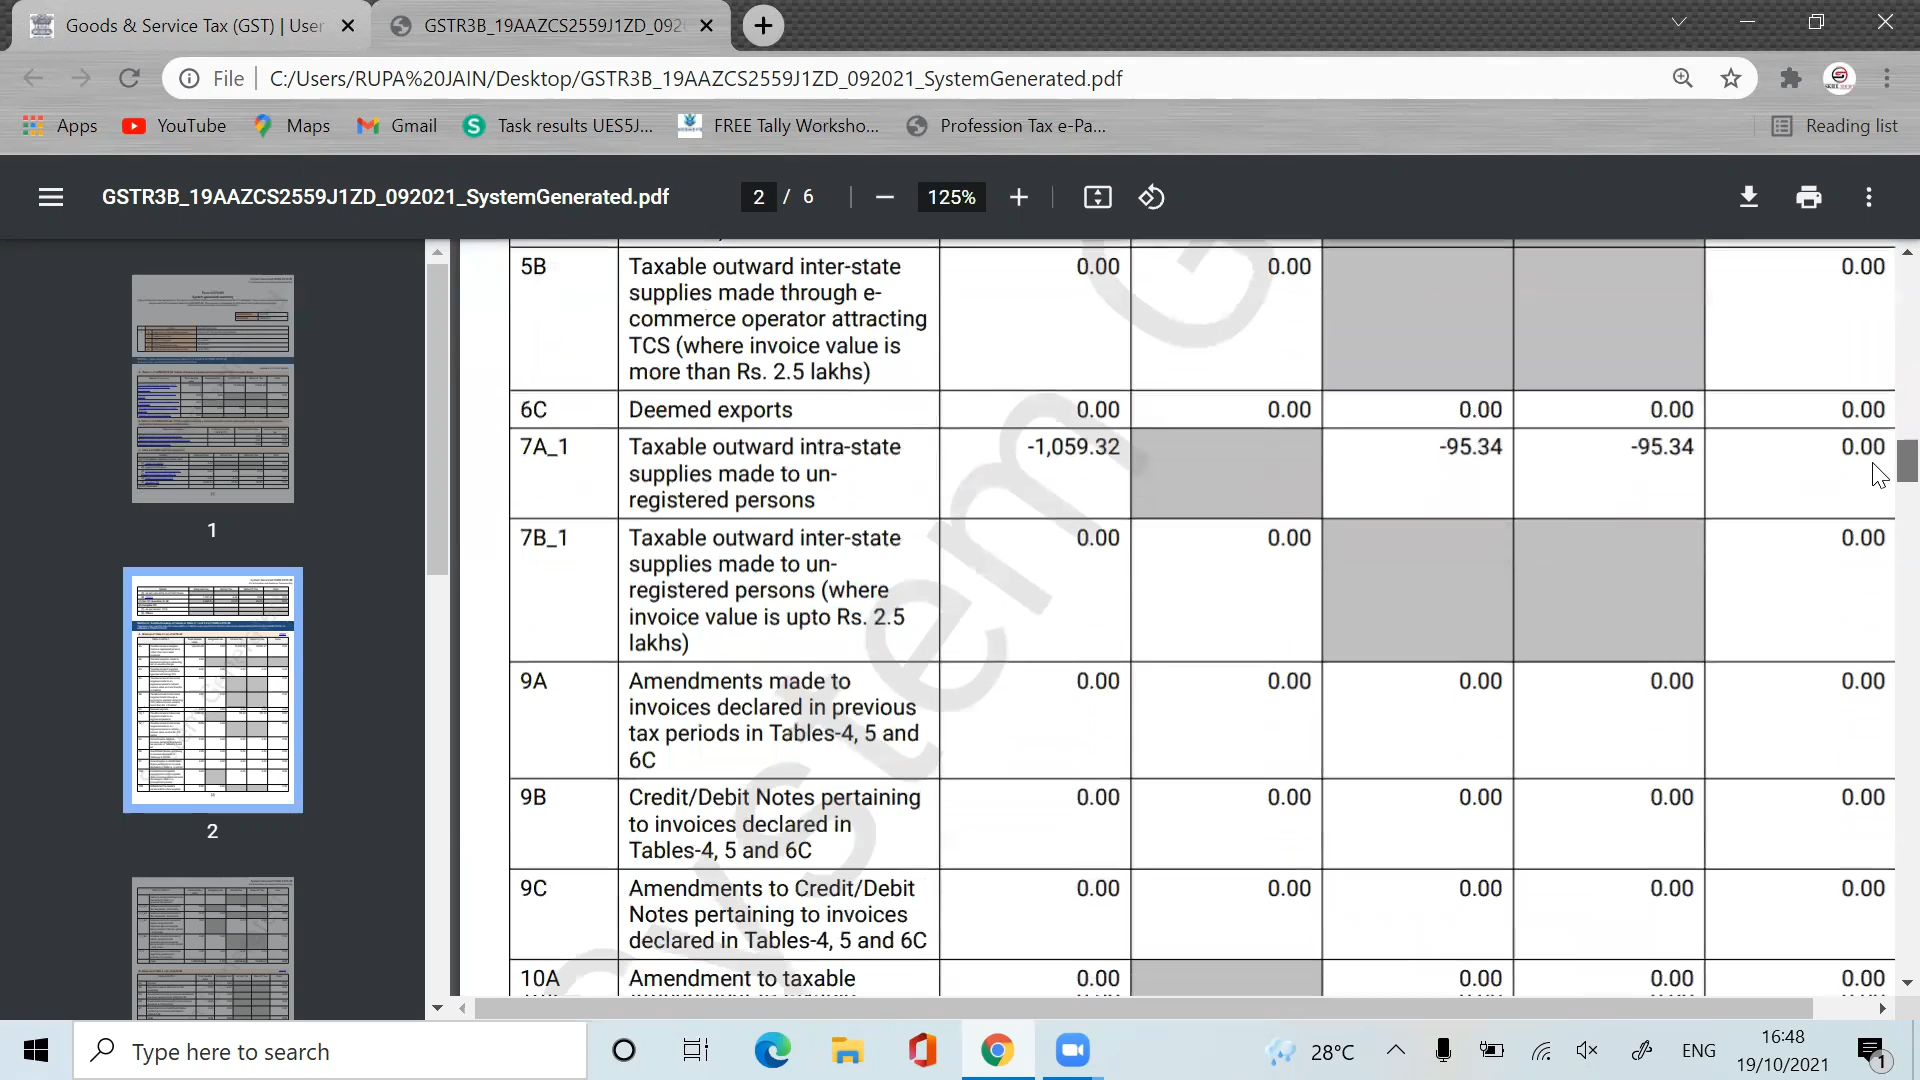 Goods & Service Tax (GST) | User
GSTR3B_19AAZCS2559J1ZD_092
File
C:/Users/RUPA%20JAIN/Desktop/GSTR3B_19AAZCS2559J1ZD_092021_SystemGenerated.pdf
Apps
YouTube
Maps
Gmail
Task results UES5J...
FREE Tally Worksho...
Profession Tax e-Pa...
Reading list
GSTR3B_19AAZCS2559J1ZD_092021_SystemGenerated.pdf
2 / 6
125%
1
2
5B Taxable outward inter-state 0.00 0.00 0.00
supplies made through e-
commerce operator attracting
TCS (where invoice value is
more than Rs. 2.5 lakhs)
6C Deemed exports 0.00 0.00 0.00 0.00 0.00
7A_1 Taxable outward intra-state -1,059.32 -95.34 -95.34 0.00
supplies made to un-
registered persons
7B_1 Taxable outward inter-state 0.00 0.00 0.00
supplies made to un-
registered persons (where
invoice value is upto Rs. 2.5
lakhs)
9A Amendments made to 0.00 0.00 0.00 0.00 0.00
invoices declared in previous
tax periods in Tables-4, 5 and
6C
9B Credit/Debit Notes pertaining 0.00 0.00 0.00 0.00 0.00
to invoices declared in
Tables-4, 5 and 6C
9C Amendments to Credit/Debit 0.00 0.00 0.00 0.00 0.00
Notes pertaining to invoices
declared in Tables-4, 5 and 6C
10A Amendment to taxable 0.00 0.00 0.00 0.00
ystem G
Type here to search
28°C
ENG
16:48
19/10/2021
1